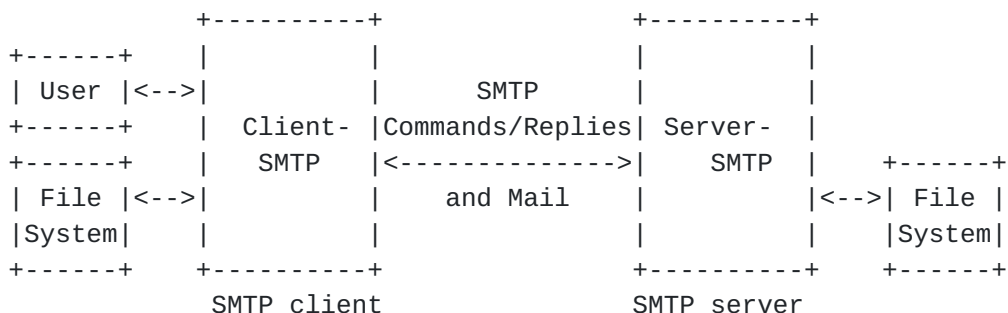 +----------+                +----------+
+------+    |          |                |          |
| User |<-->|          |      SMTP      |          |
+------+    |  Client- |Commands/Replies| Server-  |
+------+    |   SMTP   |<-------------->|    SMTP  |    +------+
| File |<-->|          |    and Mail    |          |<-->| File |
|System|    |          |                |          |    |System|
+------+    +----------+                +----------+    +------+
             SMTP client                SMTP server